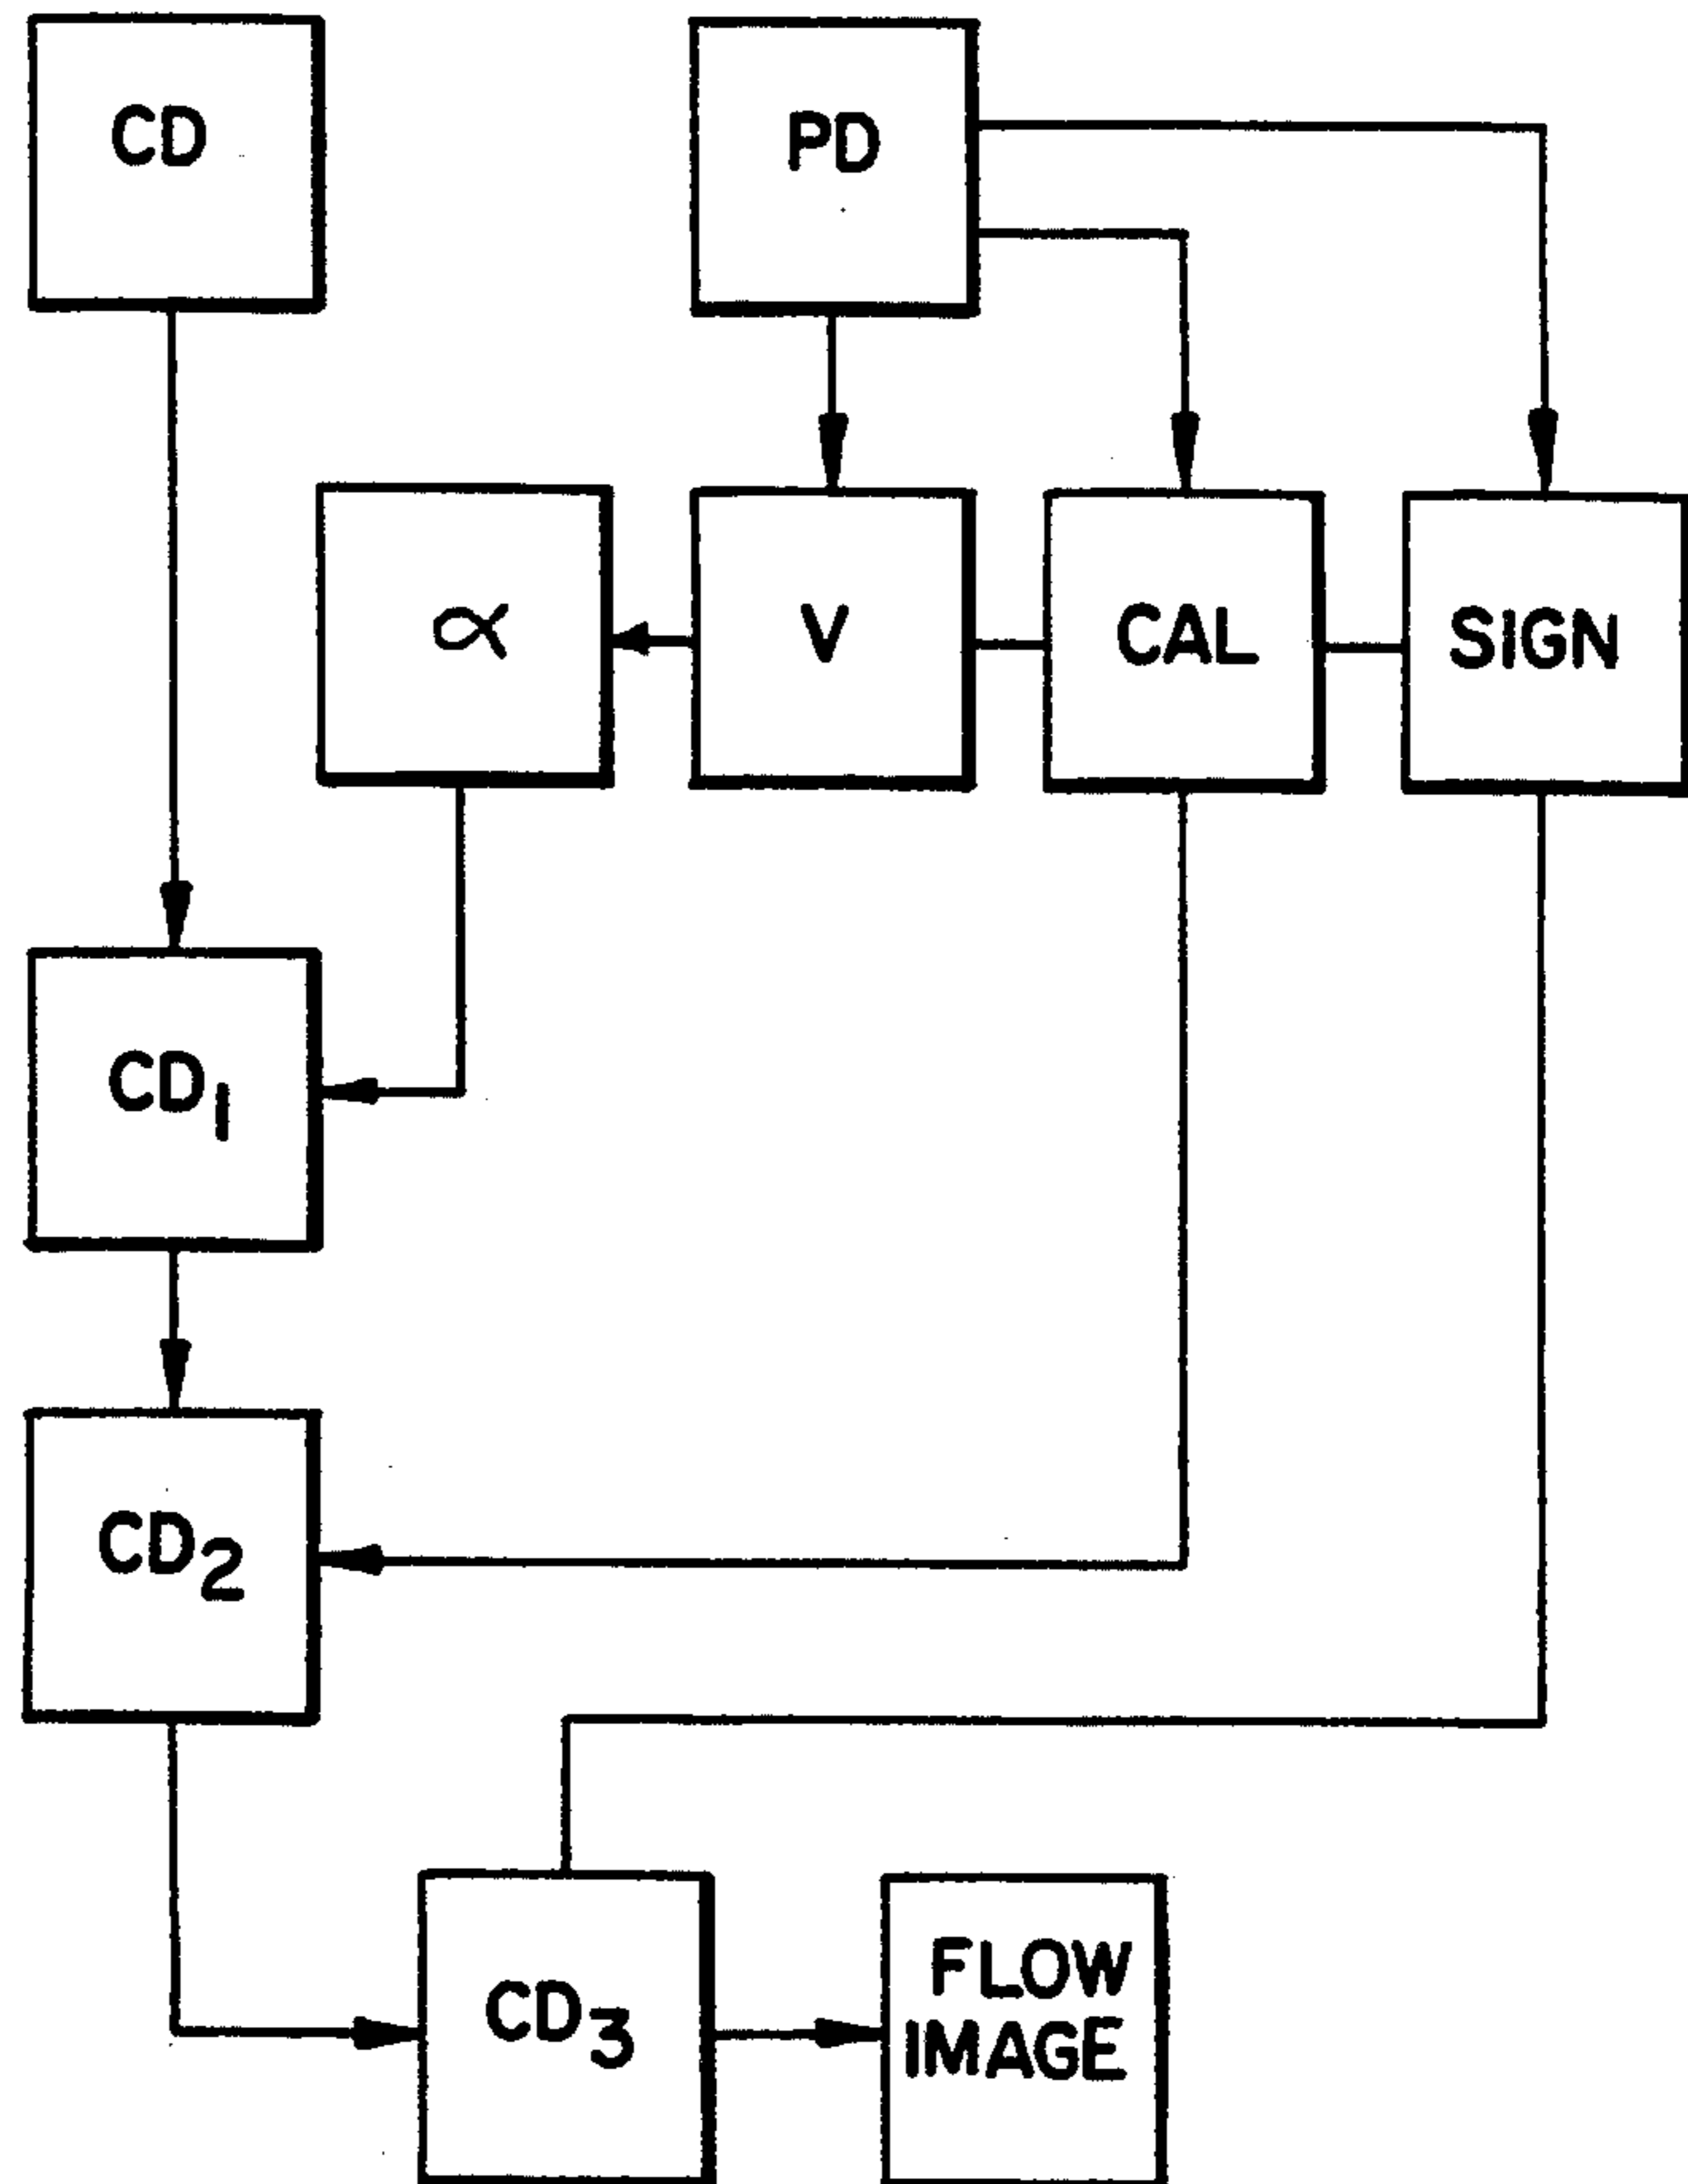 CD
PD
α
V
CAL
SIGN
CD1
CD2
CD3
FLOW
IMAGE